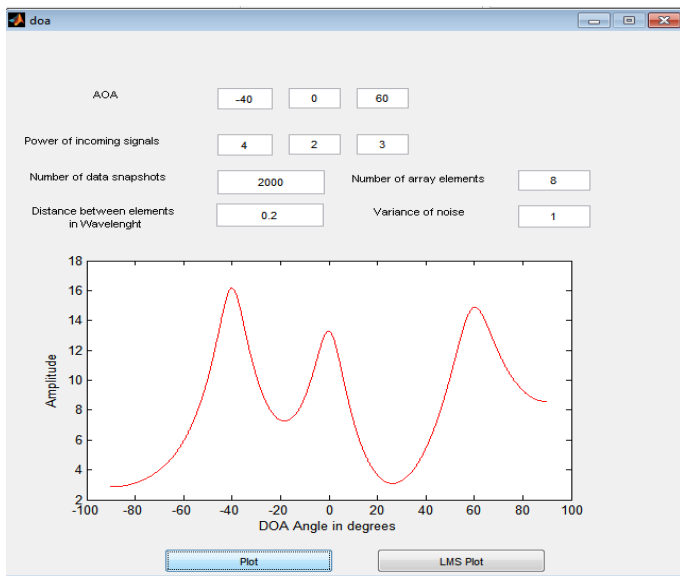 doa
AOA -40 0 60
Power of incoming signals 4 2 3
Number of data snapshots 2000 Number of array elements 8
Distance between elements
in Wavelenght 0.2 Variance of noise 1
18
16
14
12
10
8
6
4
2
Amplitude
-100 -80 -60 -40 -20 0 20 40 60 80 100
DOA Angle in degrees
Plot LMS Plot